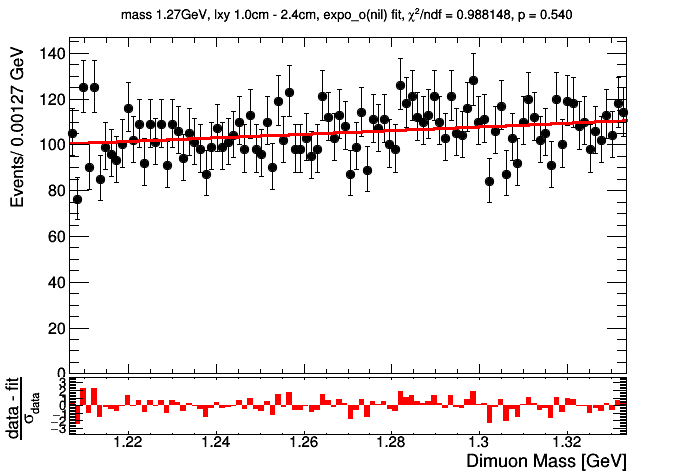 mass 1.27GeV, lxy 1.0cm - 2.4cm, expo_o(nil) fit, χ²/ndf = 0.988148, p = 0.540
Events/ 0.00127 GeV
140
120
100
80
60
40
20
0
data - fit
σdata
3
2
1
0
−1
−2
−3
1.22 1.24 1.26 1.28 1.3 1.32
Dimuon Mass [GeV]